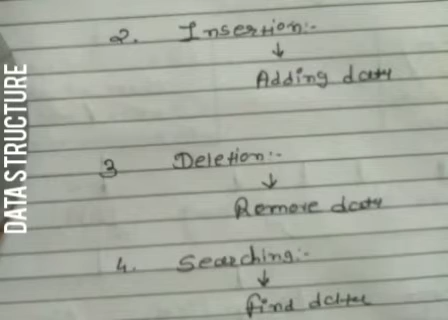 DATA STRUCTURE
2. Insertion:-
↓
Adding data
3 Deletion:-
↓
Remove data
4. Searching:-
↓
find data